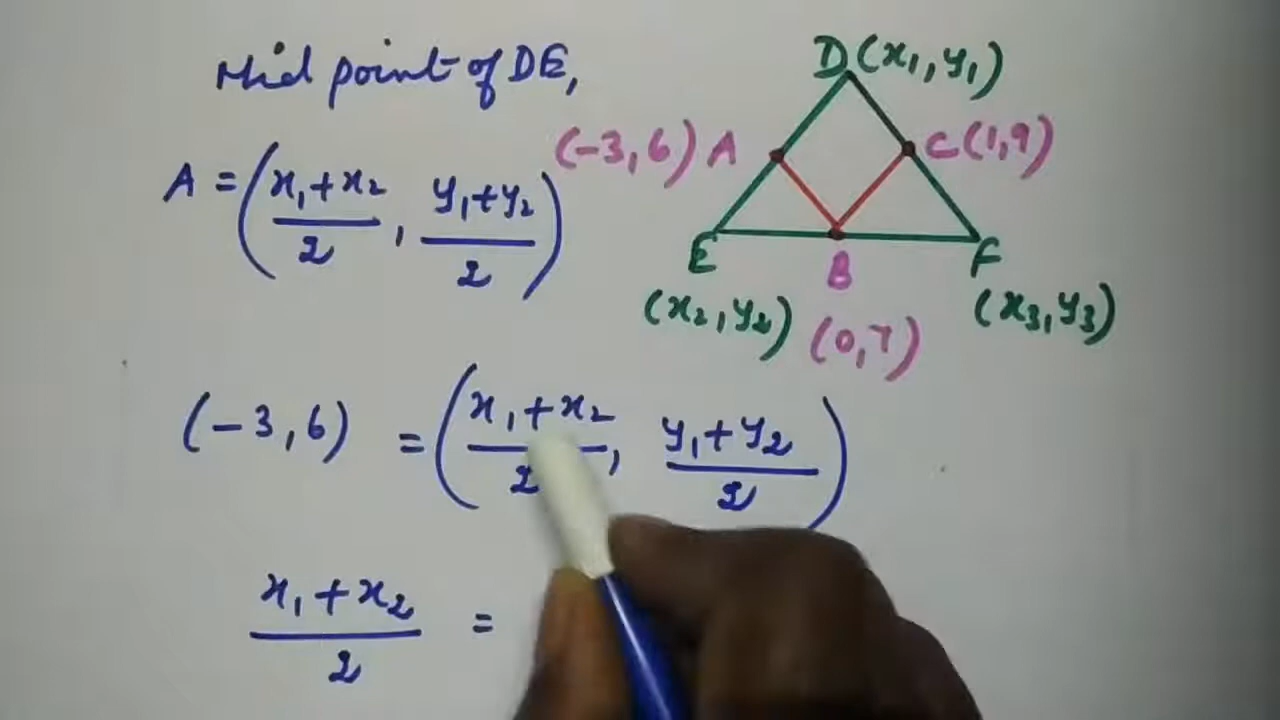 Mid point of DE,
A = (x₁+x₂/2, y₁+y₂/2)
D(x₁,y₁)
(-3,6) A
C(1,9)
E
B
F
(x₂,y₂)
(0,7)
(x₃,y₃)
(-3,6) = (x₁+x₂/2, y₁+y₂/2)
x₁+x₂/2 =